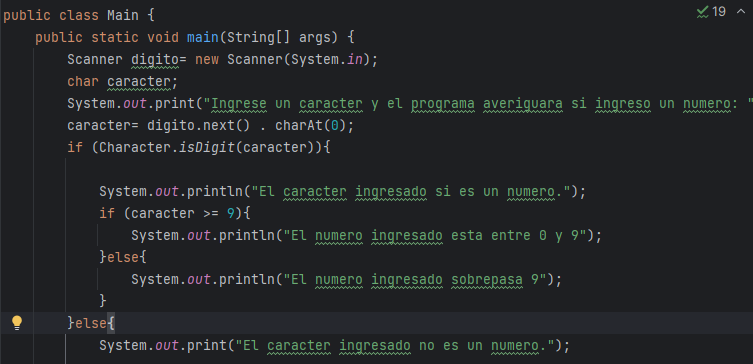 19
public class Main {
public static void main(String[] args) {
Scanner digito= new Scanner(System.in);
char caracter;
System.out.print("Ingrese un caracter y el programa averiguara si ingreso un numero: "
caracter= digito.next() . charAt(0);
if (Character.isDigit(caracter)){
System.out.println("El caracter ingresado si es un numero.");
if (caracter >= 9){
System.out.println("El numero ingresado esta entre 0 y 9");
}else{
System.out.println("El numero ingresado sobrepasa 9");
}
}else{
System.out.print("El caracter ingresado no es un numero.");